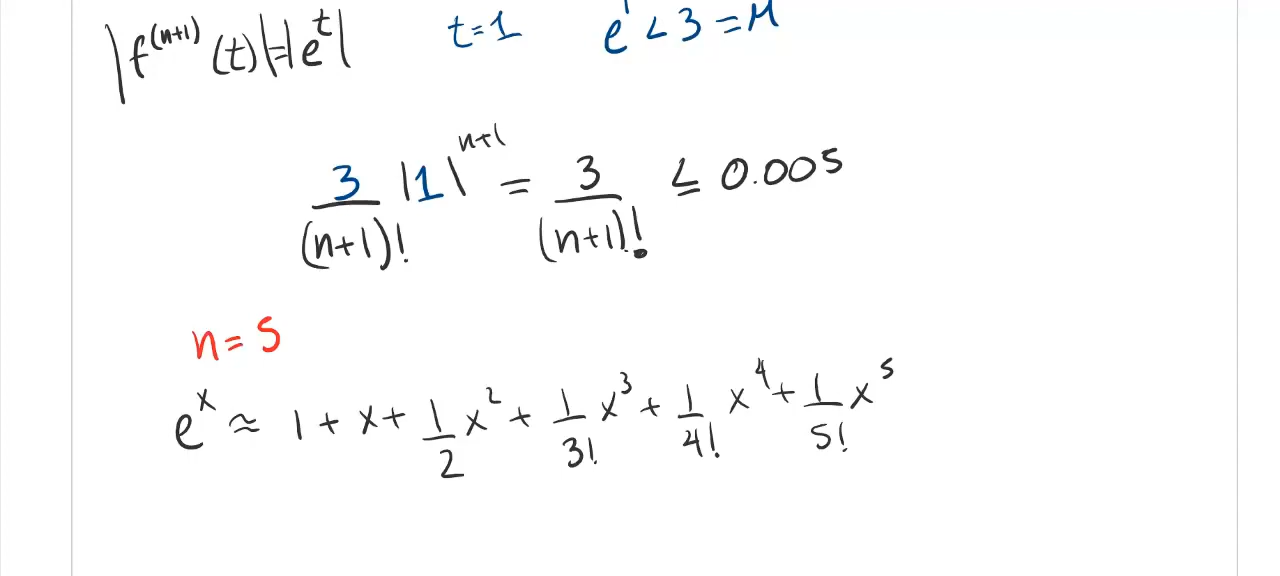 |f^(n+1) (t)|=|e^t| t=1 e^1 < 3 = M
3/(n+1)! |1|^n+1 = 3/(n+1)! ≤ 0.005
n = 5
e^x ≈ 1 + x + 1/2 x^2 + 1/3! x^3 + 1/4! x^4 + 1/5! x^5